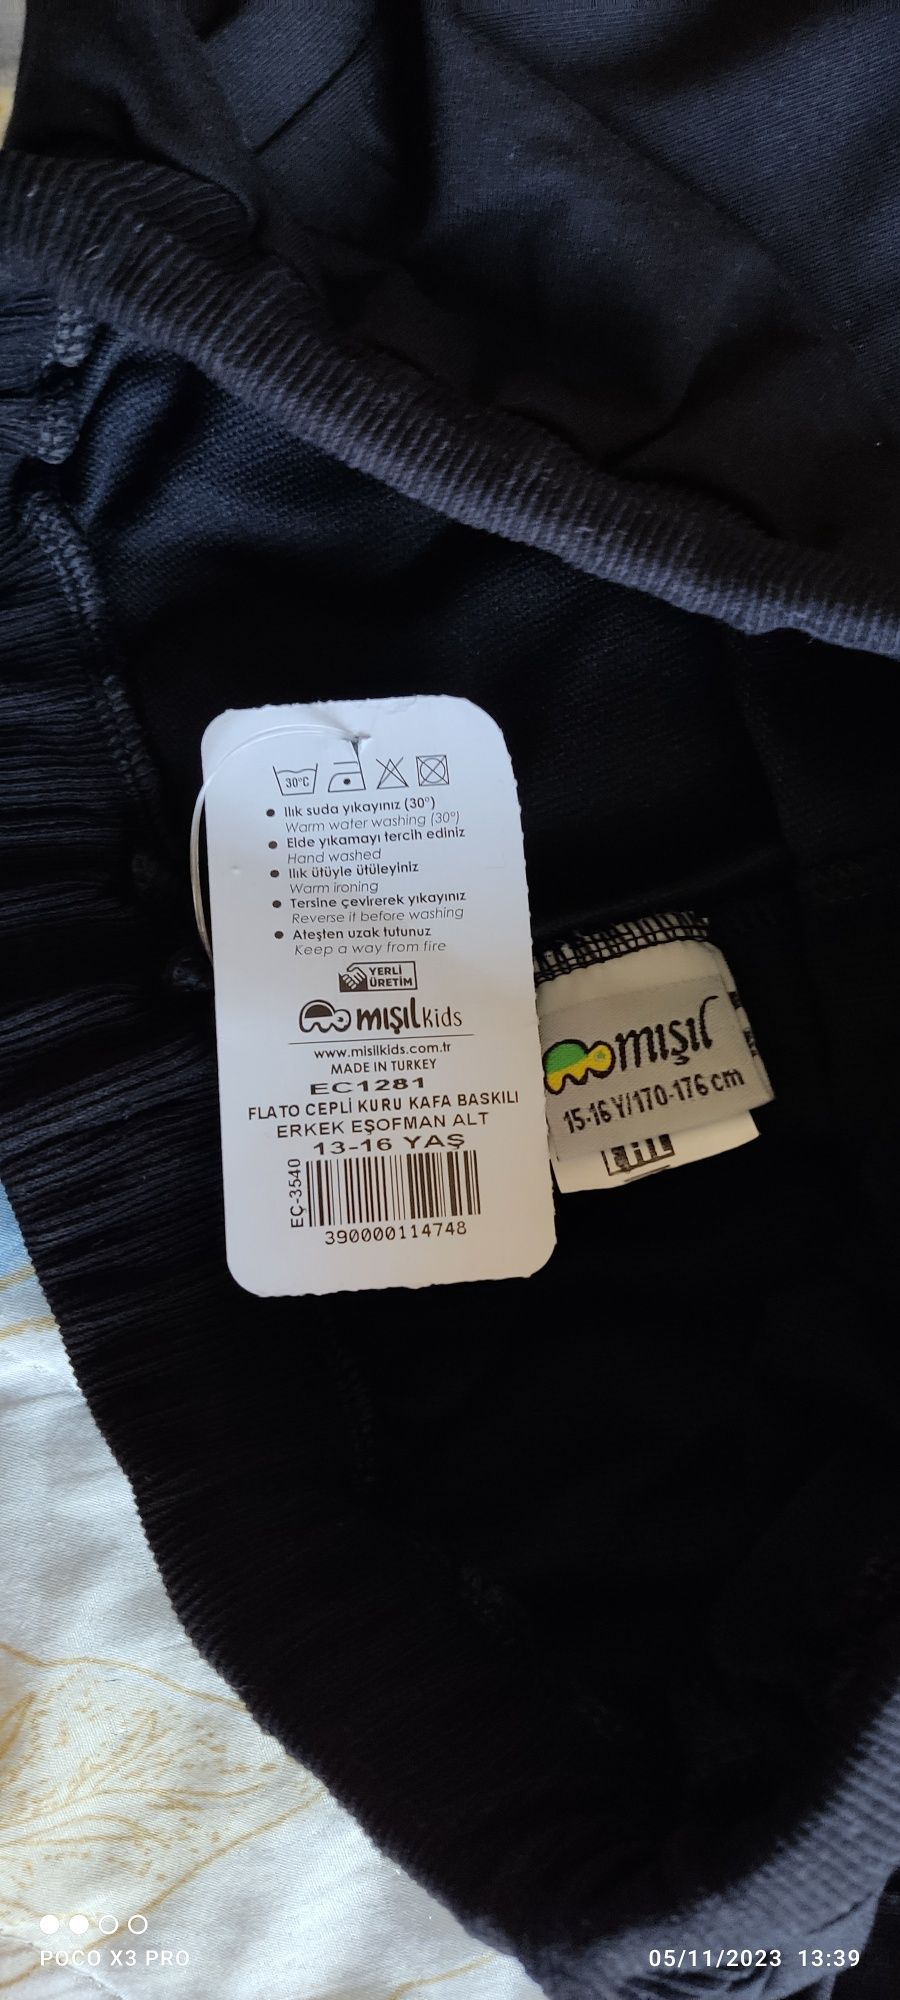 30°C
Ilık suda yıkayınız (30°)
Warm water washing (30°)
Elde yıkamayı tercih ediniz
Hand washed
Ilık ütüyle ütüleyiniz
Warm ironing
Tersine çevirerek yıkayınız
Reverse it before washing
Ateşten uzak tutunuz
Keep a way from fire
YERLİ
ÜRETİM
mışıl kids
www.misilkids.com.tr
MADE IN TURKEY
EC1281
FLATO CEPLİ KURU KAFA BASKILI
ERKEK EŞOFMAN ALT
13-16 YAŞ
EÇ-3540
390000114748
mışıl
15-16 Y/170-176 cm
POCO X3 PRO
05/11/2023 13:39